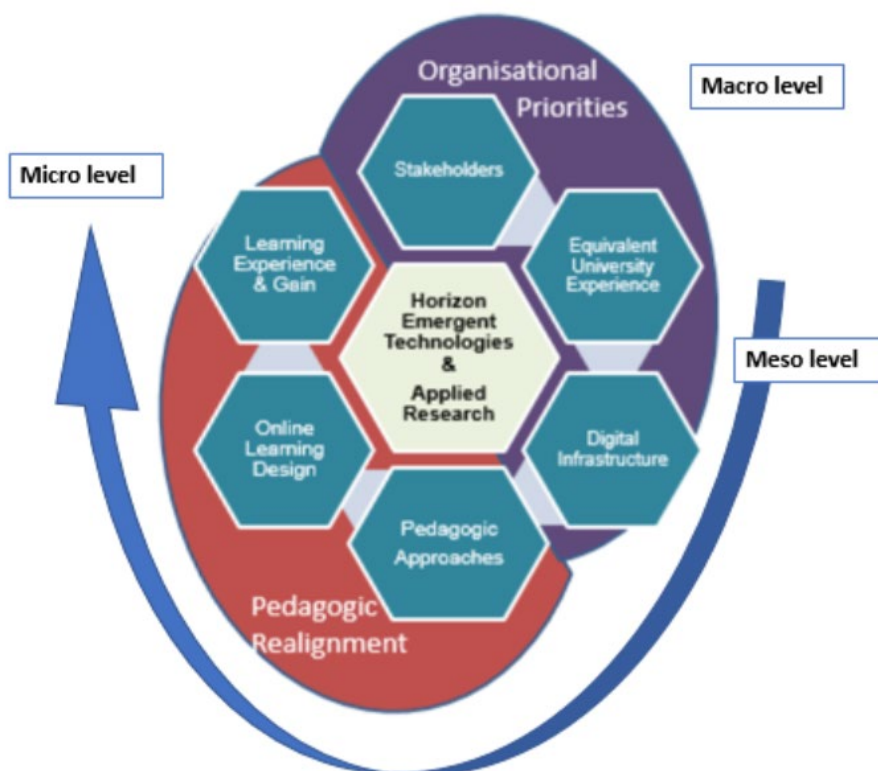 Organisational
Priorities
Macro level
Micro level
Stakeholders
Learning
Experience
& Gain
Equivalent
University
Experience
Horizon
Emergent
Technologies
&
Applied
Research
Meso level
Online
Learning
Design
Digital
Infrastructure
Pedagogic
Approaches
Pedagogic
Realignment